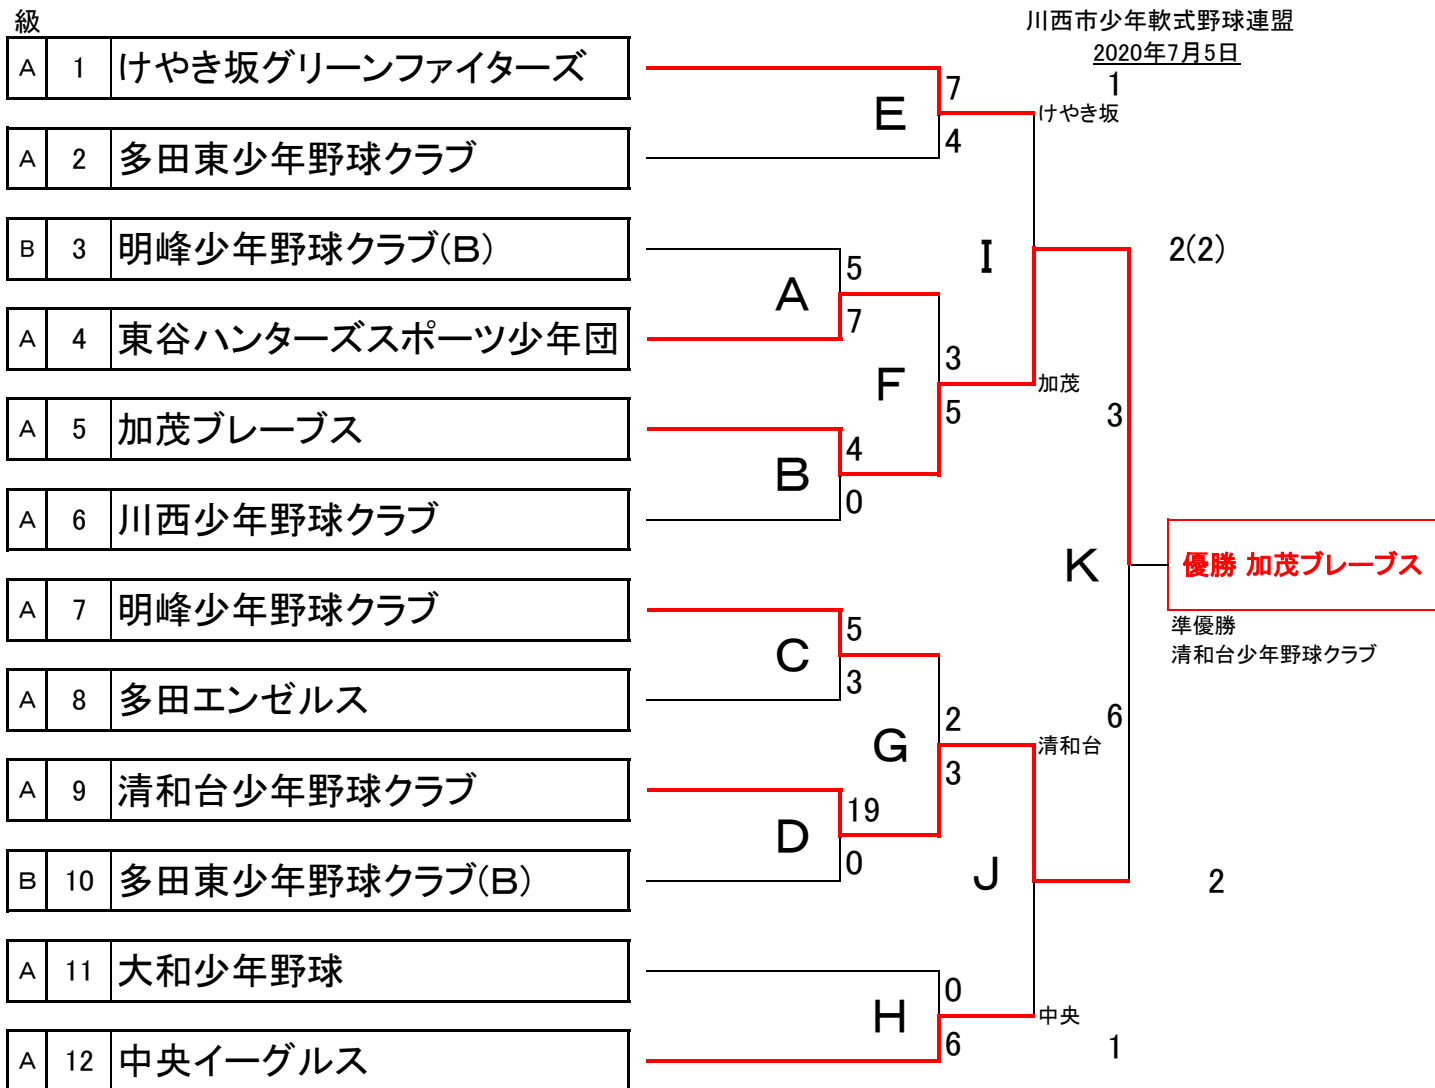 級
川西市少年軟式野球連盟
2020年7月5日
A 1 けやき坂グリーンファイターズ
7
1
E
けやき坂
4
A 2 多田東少年野球クラブ
B 3 明峰少年野球クラブ(B)
I
2(2)
5
A
7
A 4 東谷ハンターズスポーツ少年団
3
F
加茂
5
3
A 5 加茂ブレーブス
4
B
0
A 6 川西少年野球クラブ
K
優勝 加茂ブレーブス
準優勝
清和台少年野球クラブ
A 7 明峰少年野球クラブ
5
C
3
A 8 多田エンゼルス
2
6
G
清和台
3
A 9 清和台少年野球クラブ
19
D
0
J
2
B 10 多田東少年野球クラブ(B)
A 11 大和少年野球
0
H
中央
6
1
A 12 中央イーグルス